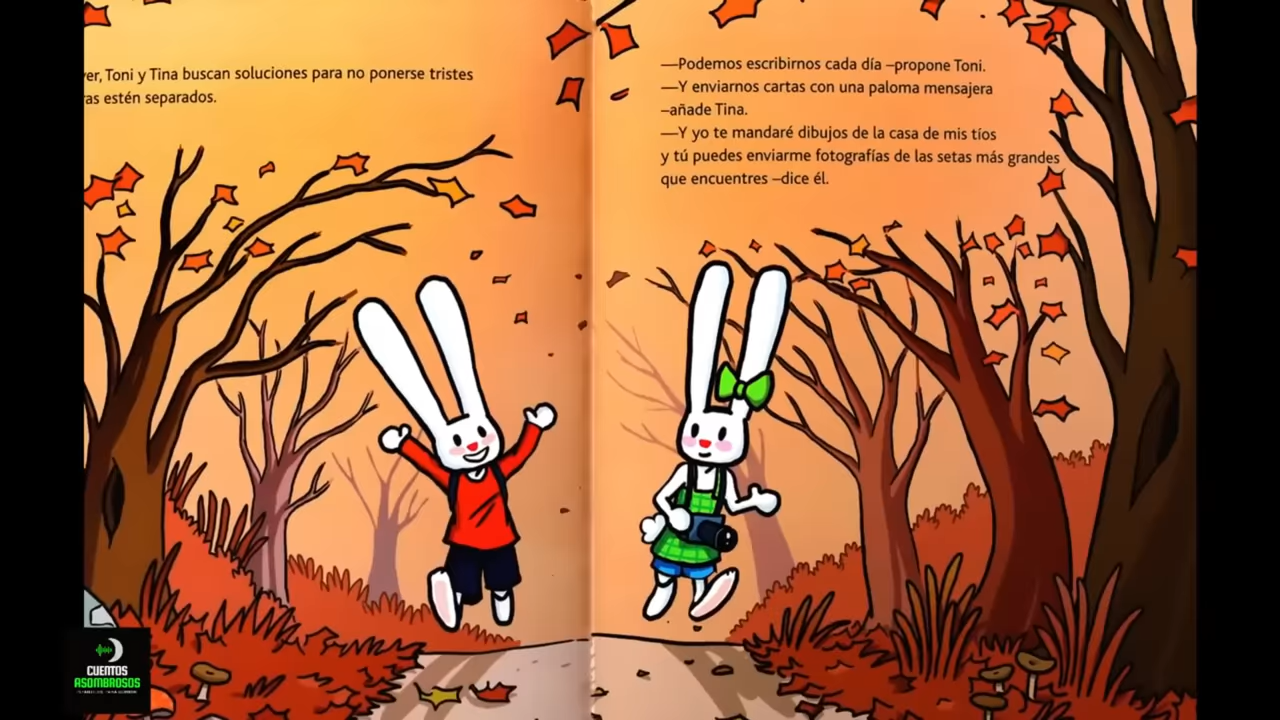 Toni y Tina buscan soluciones para no ponerse tristes
estén separados.
—Podemos escribirnos cada día –propone Toni.
—Y enviarnos cartas con una paloma mensajera
–añade Tina.
—Y yo te mandaré dibujos de la casa de mis tíos
y tú puedes enviarme fotografías de las setas más grandes
que encuentres –dice él.
CUENTOS
ASOMBROSOS